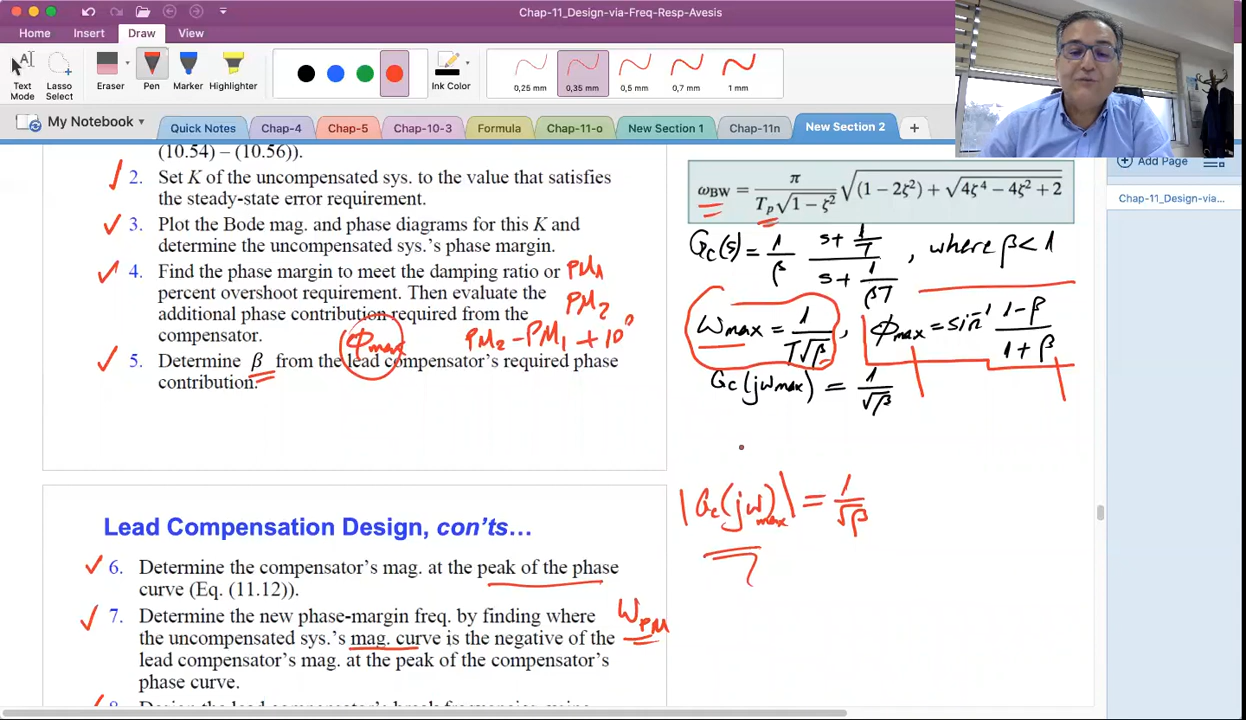 Chap-11_Design-via-Freq-Resp-Avesis
Home Insert Draw View
Text Mode
Lasso Select
Eraser
Pen
Marker
Highlighter
Ink Color
0,25 mm 0,35 mm 0,5 mm 0,7 mm 1 mm
My Notebook
Quick Notes Chap-4 Chap-5 Chap-10-3 Formula Chap-11-o New Section 1 Chap-11n New Section 2 +
Add Page
Chap-11_Design-via...
(10.54) – (10.56)).
2. Set K of the uncompensated sys. to the value that satisfies
the steady-state error requirement.
3. Plot the Bode mag. and phase diagrams for this K and
determine the uncompensated sys.'s phase margin.
4. Find the phase margin to meet the damping ratio or PM1
percent overshoot requirement. Then evaluate the PM2
additional phase contribution required from the
compensator. φmax PM2 - PM1 + 10°
5. Determine β from the lead compensator's required phase
contribution.
ωBW = π / (Tp √(1 − ζ²)) √((1 − 2ζ²) + √(4ζ⁴ − 4ζ² + 2))
Gc(s) = 1/β (s + 1/T) / (s + 1/βT), where β < 1
ωmax = 1/(T√β), φmax = sin⁻¹ (1-β)/(1+β)
Gc(jωmax) = 1/√β
|Gc(jωmax)| = 1/√β
Lead Compensation Design, con'ts…
6. Determine the compensator's mag. at the peak of the phase
curve (Eq. (11.12)).
7. Determine the new phase-margin freq. by finding where ωPM
the uncompensated sys.'s mag. curve is the negative of the
lead compensator's mag. at the peak of the compensator's
phase curve.